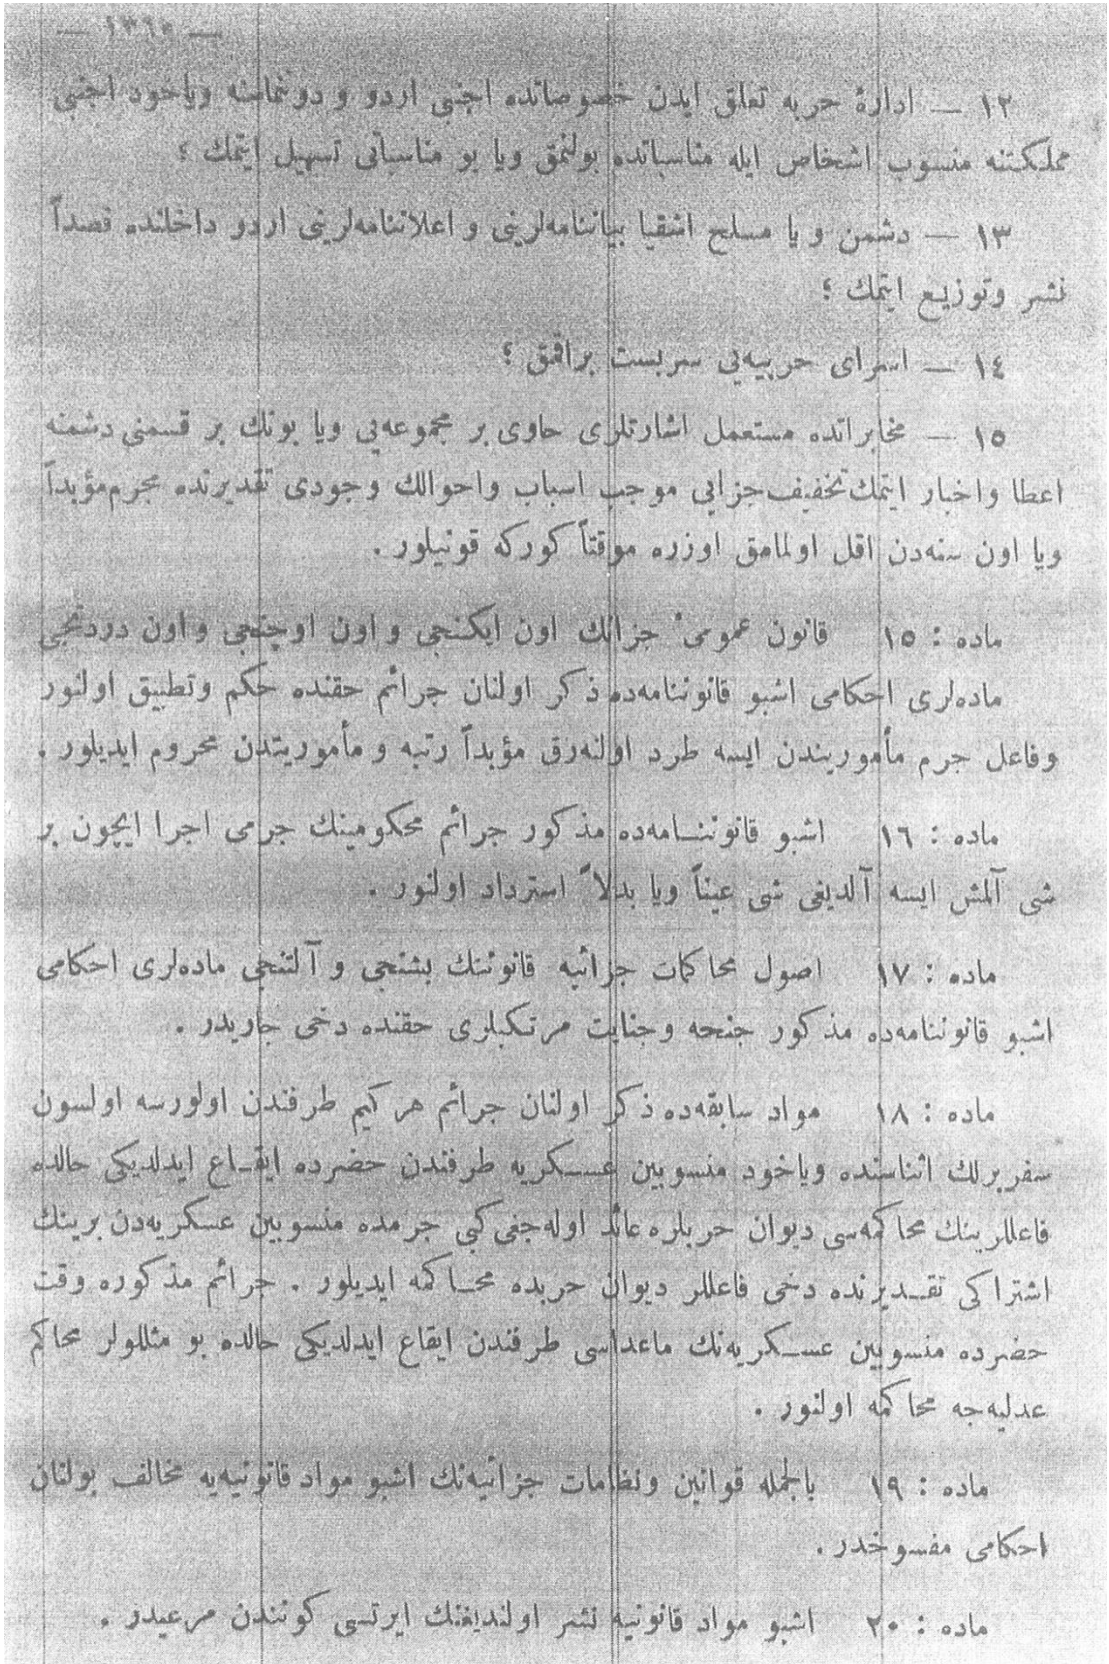 — ١٣٦٥ —
١٢ — ادارهٔ حربه تعلق ايدن خصوصاتده اجنبى اردو و دونماسنه وياخود اجنبى
مملكتنه منسوب اشخاص ايله مناسباتده بولنمق ويا بو مناسباتى تسهيل ايتمك ؛
١٣ — دشمن و يا مسلح اشقيا بياننامه‌لرينى و اعلاننامه‌لرينى اردو داخلنده قصداً
نشر وتوزيع ايتمك ؛
١٤ — اسراى حربيه‌يى سربست براقمق ؛
١٥ — مخابراتده مستعمل اشارتلرى حاوى بر مجموعه‌يى ويا بونك بر قسمنى دشمنه
اعطا واخبار ايتمك تخفيف جزايى موجب اسباب واحوالك وجودى تقديرنده مجرم مؤبداً
ويا اون سنه‌دن اقل اولمامق اوزره موقتاً كوركه قونيلور .
ماده : ١٥ قانون عمومىٔ جزانك اون ايكنجى و اون اوچنجى و اون دردنجى
ماده‌لرى احكامى اشبو قانوننامه‌ده ذكر اولنان جرائم حقنده حكم وتطبيق اولنور
وفاعل جرم مأموريندن ايسه طرد اولنه‌رق مؤبداً رتبه و مأموريتدن محروم ايديلور .
ماده : ١٦ اشبو قانوننامه‌ده مذكور جرائم محكومينك جرمى اجرا ايچون بر
شى آلمش ايسه آلديغى شى عيناً ويا بدلاً استرداد اولنور .
ماده : ١٧ اصول محاكمات جزائيه قانوننك بشنجى و آلتنجى ماده‌لرى احكامى
اشبو قانوننامه‌ده مذكور جنحه وجنايت مرتكبلرى حقنده دخى جاريدر .
ماده : ١٨ مواد سابقه‌ده ذكر اولنان جرائم هر كيم طرفندن اولورسه اولسون
سفربرلك اثناسنده وياخود منسوبين عسكريه طرفندن حضرده ايقاع ايدلديكى حالده
فاعللرينك محاكمه‌سى ديوان حربلره عائد اوله‌جغى كبى جرمده منسوبين عسكريه‌دن برينك
اشتراكى تقديرنده دخى فاعللر ديوان حربده محاكمه ايديلور . جرائم مذكوره وقت
حضرده منسوبين عسكريه‌نك ماعداسى طرفندن ايقاع ايدلديكى حالده بو مثللولر محاكم
عدليه‌جه محاكمه اولنور .
ماده : ١٩ بالجمله قوانين ونظامات جزائيه‌نك اشبو مواد قانونيه‌يه مخالف بولنان
احكامى مفسوخدر .
ماده : ٢٠ اشبو مواد قانونيه نشر اولنديغنك ايرتسى كونندن مرعيدر .